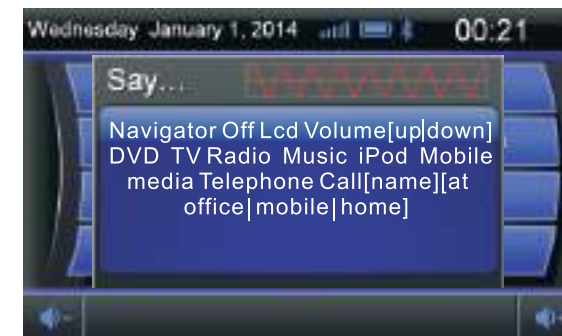 Wednesday January 1, 2014 00:21
Say...
Navigator Off Lcd Volume[up|down]
DVD TV Radio Music iPod Mobile
media Telephone Call[name][at
office|mobile|home]